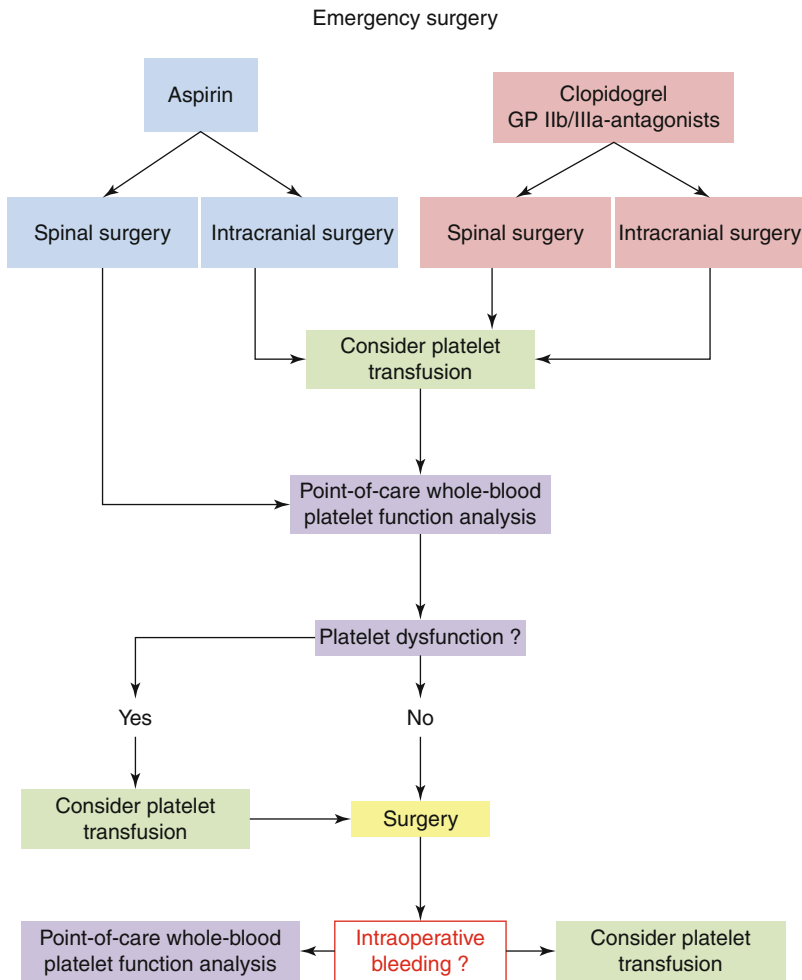 Emergency surgery
Aspirin
Clopidogrel
GP IIb/IIIa-antagonists
Spinal surgery
Intracranial surgery
Spinal surgery
Intracranial surgery
Consider platelet
transfusion
Point-of-care whole-blood
platelet function analysis
Platelet dysfunction ?
Yes
No
Consider platelet
transfusion
Surgery
Point-of-care whole-blood
platelet function analysis
Intraoperative
bleeding ?
Consider platelet
transfusion